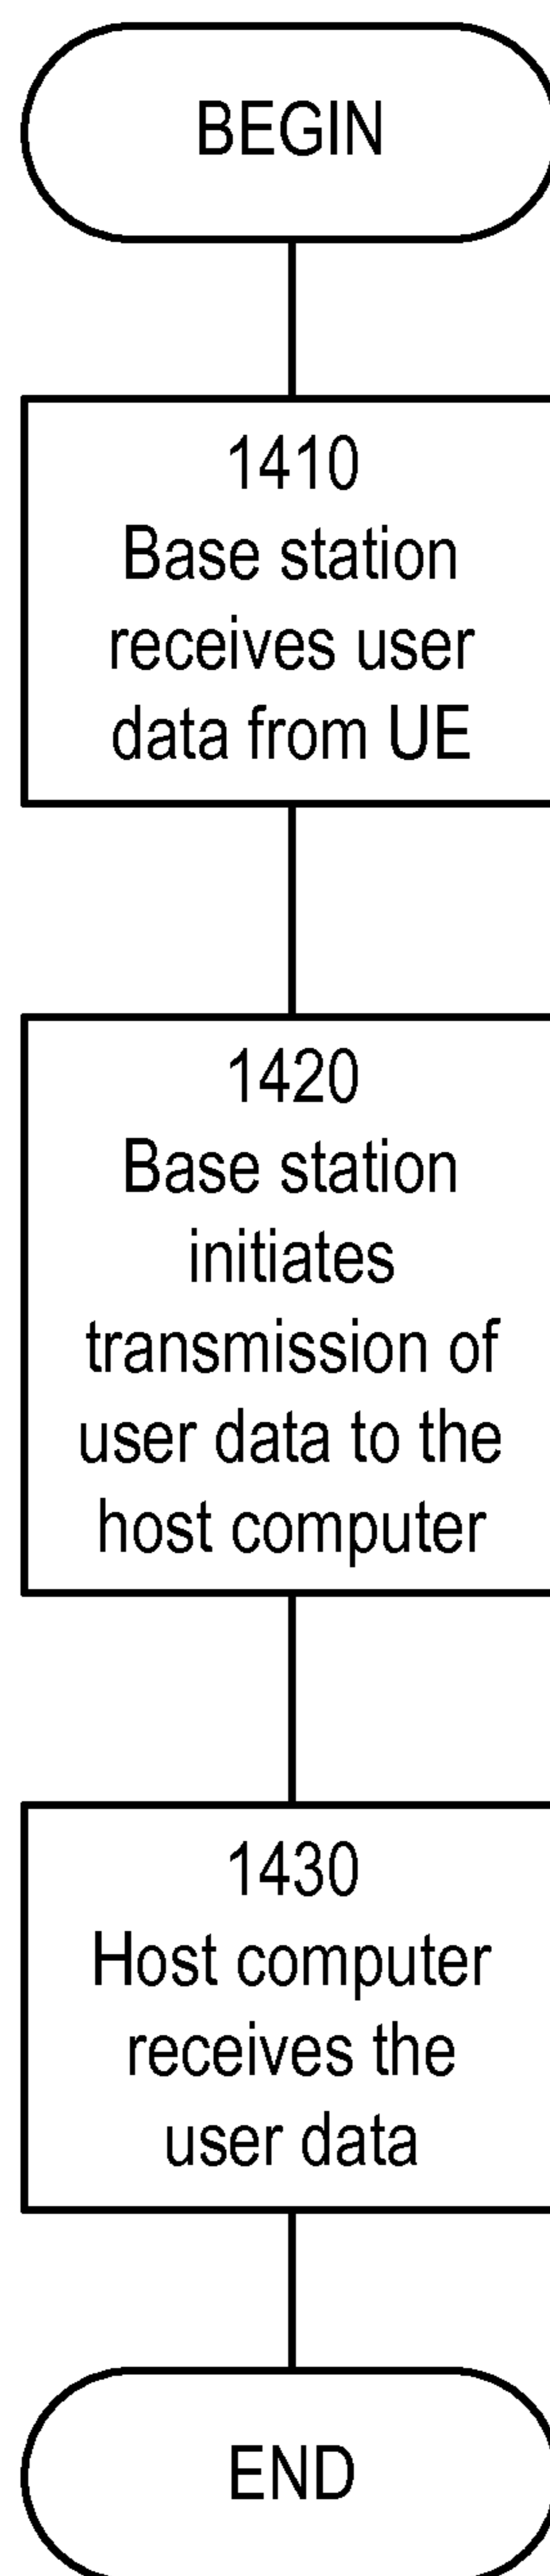 BEGIN
1410
Base station
receives user
data from UE
1420
Base station
initiates
transmission of
user data to the
host computer
1430
Host computer
receives the
user data
END